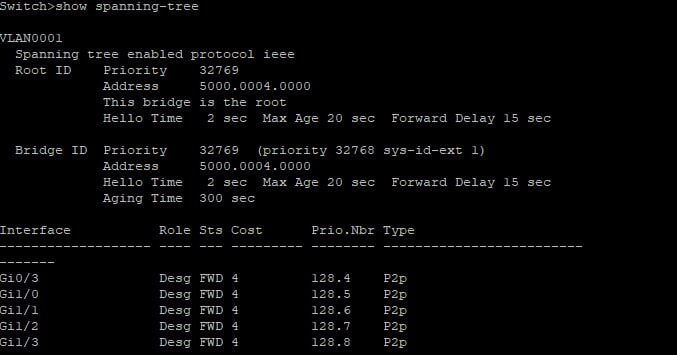 Switch>show spanning-tree
VLAN0001
Spanning tree enabled protocol ieee
Root ID Priority 32769
Address 5000.0004.0000
This bridge is the root
Hello Time 2 sec Max Age 20 sec Forward Delay 15 sec
Bridge ID Priority 32769 (priority 32768 sys-id-ext 1)
Address 5000.0004.0000
Hello Time 2 sec Max Age 20 sec Forward Delay 15 sec
Aging Time 300 sec
Interface Role Sts Cost Prio.Nbr Type
------------------- ---- --- --------- -------- -------------------------
-------
Gi0/3 Desg FWD 4 128.4 P2p
Gi1/0 Desg FWD 4 128.5 P2p
Gi1/1 Desg FWD 4 128.6 P2p
Gi1/2 Desg FWD 4 128.7 P2p
Gi1/3 Desg FWD 4 128.8 P2p